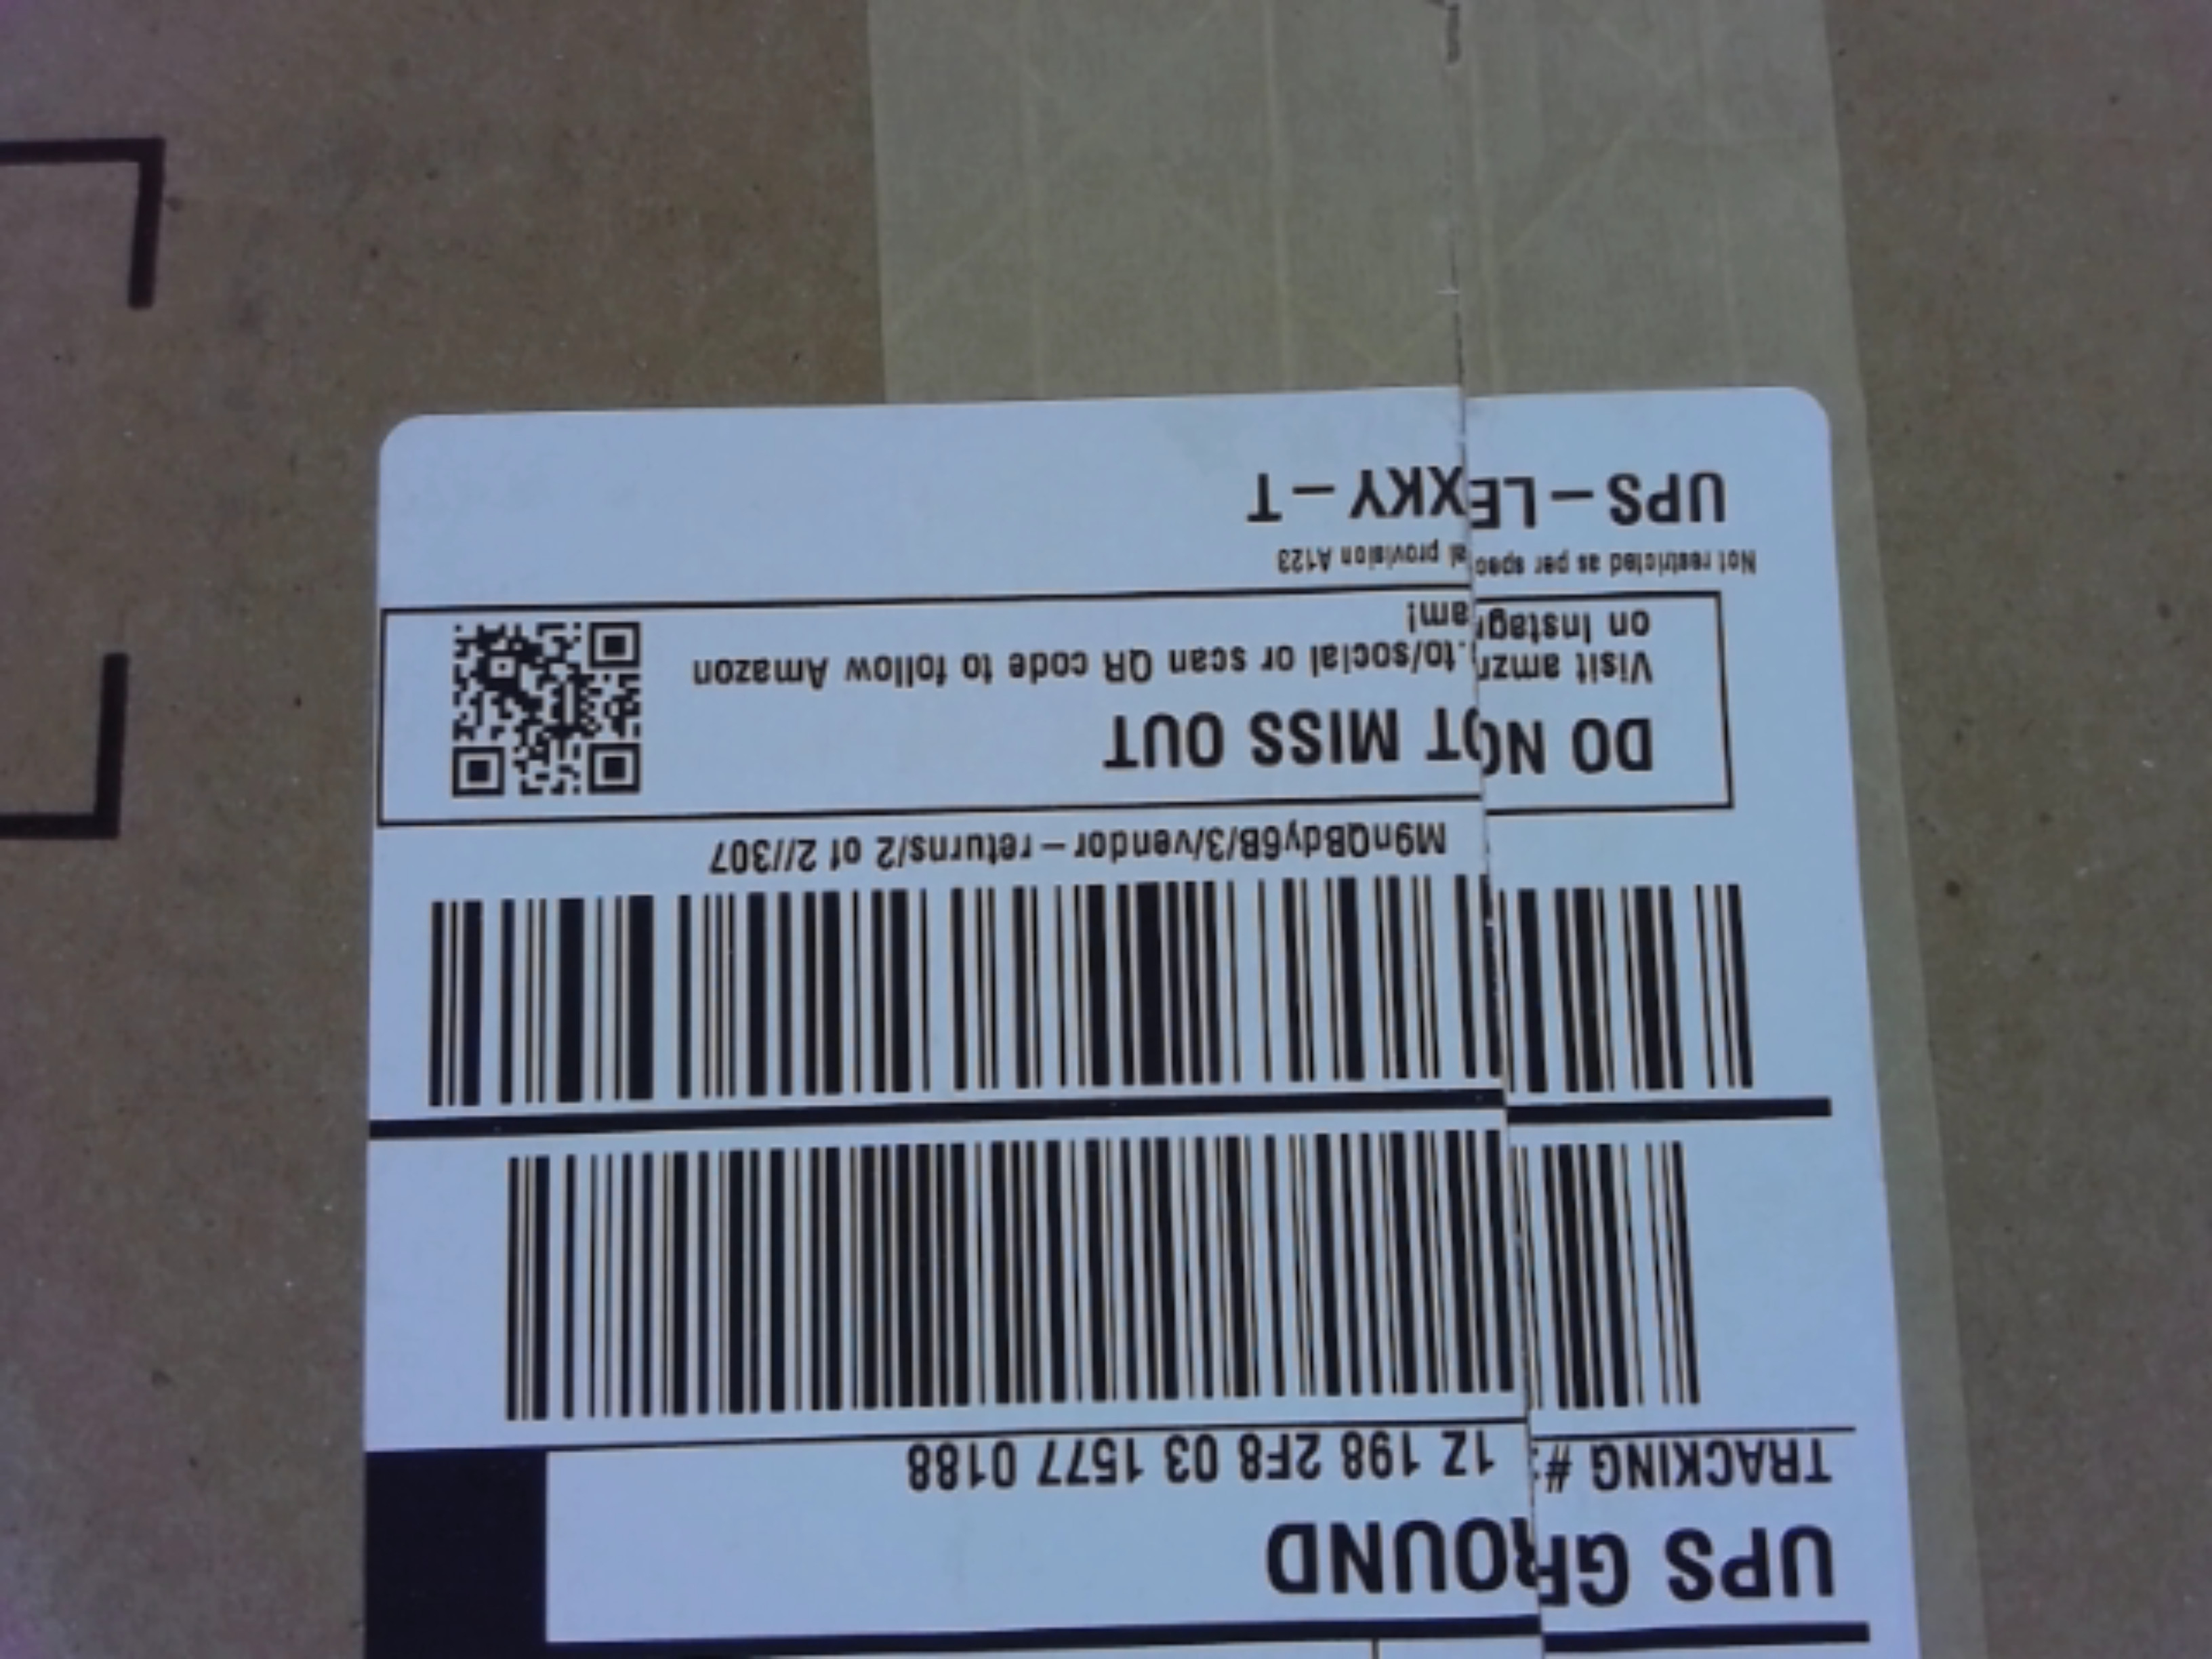 UPS GROUND
TRACKING #: 1Z 198 2F8 03 1577 0188
M9nQBdy6B/3/vendor-returns/2 of 2//307
DO NOT MISS OUT
Visit amzn.to/social or scan QR code to follow Amazon
on Instagram!
Not restricted as per special provision A123
UPS-LEXKY-T